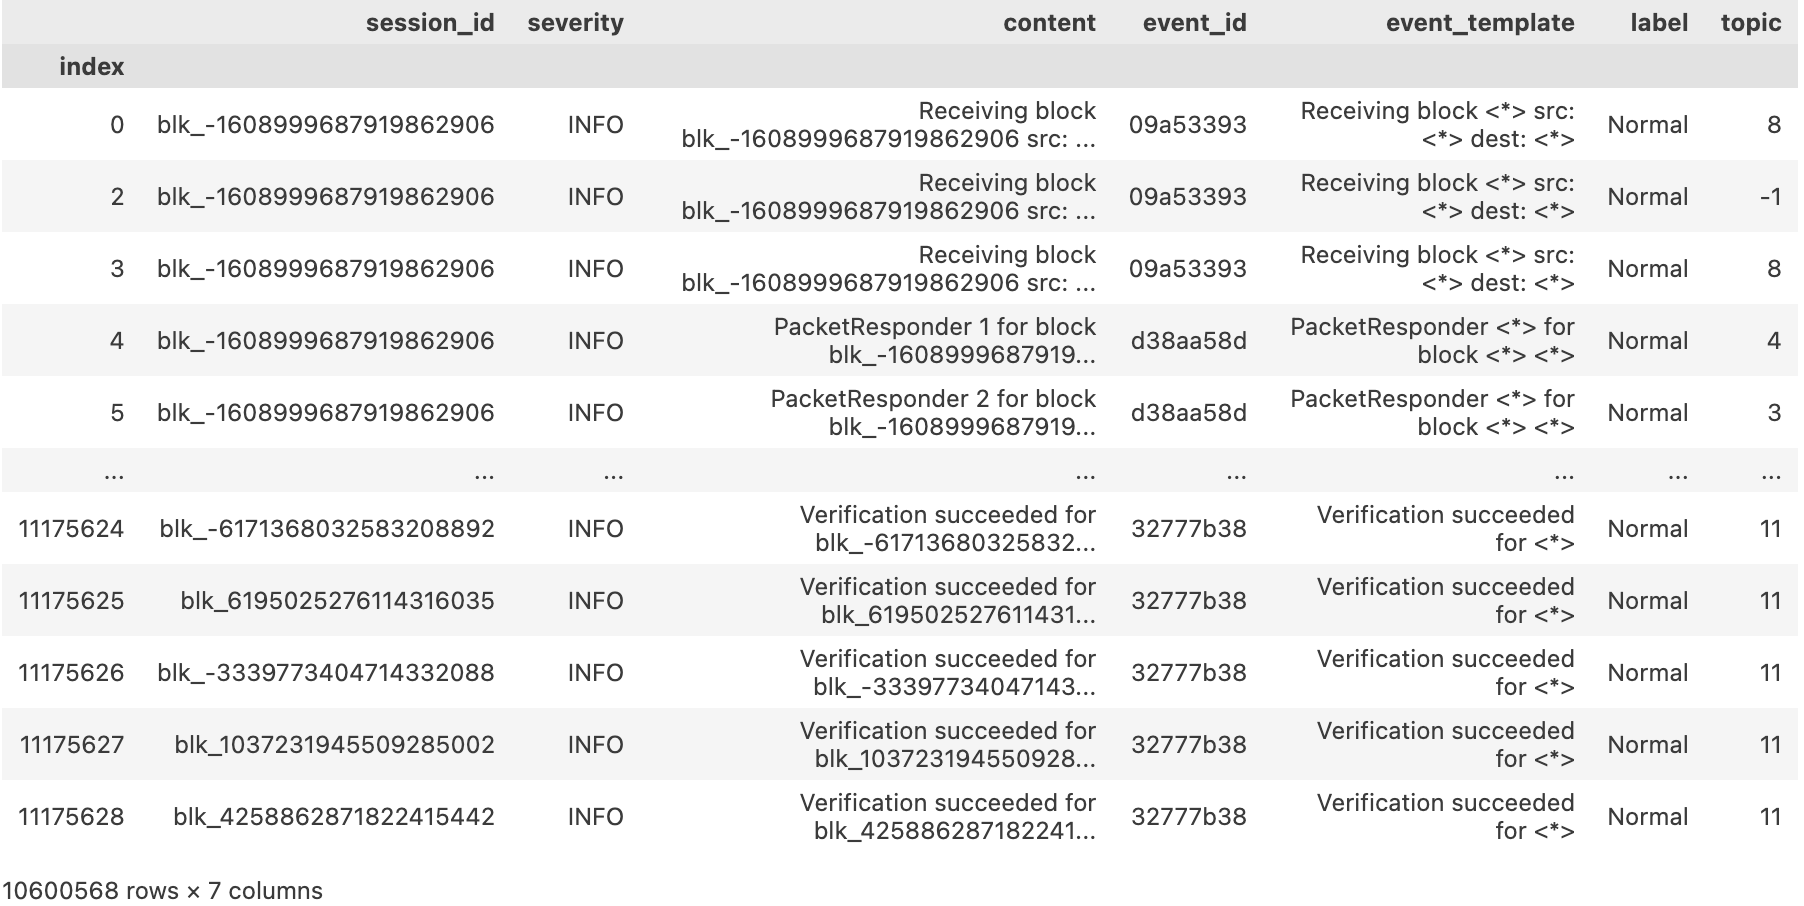 session_id severity content event_id event_template label topic
index
0 blk_-1608999687919862906 INFO Receiving block blk_-1608999687919862906 src: ... 09a53393 Receiving block <*> src: <*> dest: <*> Normal 8
2 blk_-1608999687919862906 INFO Receiving block blk_-1608999687919862906 src: ... 09a53393 Receiving block <*> src: <*> dest: <*> Normal -1
3 blk_-1608999687919862906 INFO Receiving block blk_-1608999687919862906 src: ... 09a53393 Receiving block <*> src: <*> dest: <*> Normal 8
4 blk_-1608999687919862906 INFO PacketResponder 1 for block blk_-1608999687919... d38aa58d PacketResponder <*> for block <*> <*> Normal 4
5 blk_-1608999687919862906 INFO PacketResponder 2 for block blk_-1608999687919... d38aa58d PacketResponder <*> for block <*> <*> Normal 3
... ... ... ... ... ... ... ...
11175624 blk_-6171368032583208892 INFO Verification succeeded for blk_-61713680325832... 32777b38 Verification succeeded for <*> Normal 11
11175625 blk_6195025276114316035 INFO Verification succeeded for blk_619502527611431... 32777b38 Verification succeeded for <*> Normal 11
11175626 blk_-3339773404714332088 INFO Verification succeeded for blk_-33397734047143... 32777b38 Verification succeeded for <*> Normal 11
11175627 blk_1037231945509285002 INFO Verification succeeded for blk_103723194550928... 32777b38 Verification succeeded for <*> Normal 11
11175628 blk_4258862871822415442 INFO Verification succeeded for blk_425886287182241... 32777b38 Verification succeeded for <*> Normal 11
10600568 rows × 7 columns